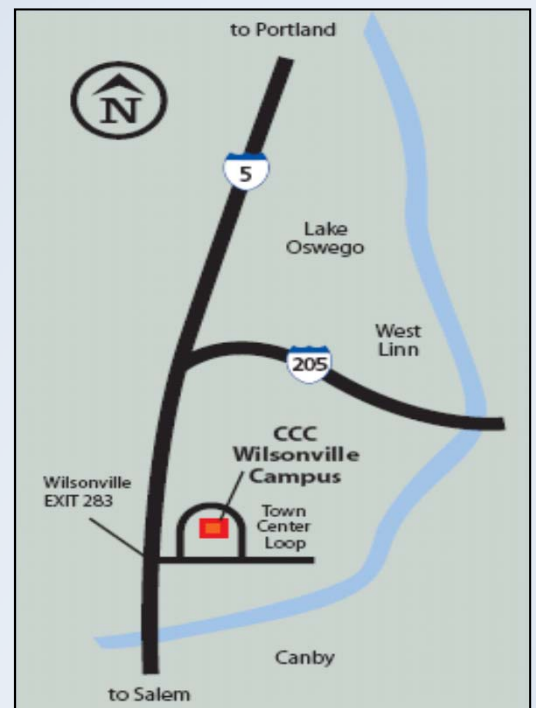 to Portland
N
5
Lake
Oswego
West
Linn
205
CCC
Wilsonville
Campus
Wilsonville
EXIT 283
Town
Center
Loop
Canby
to Salem